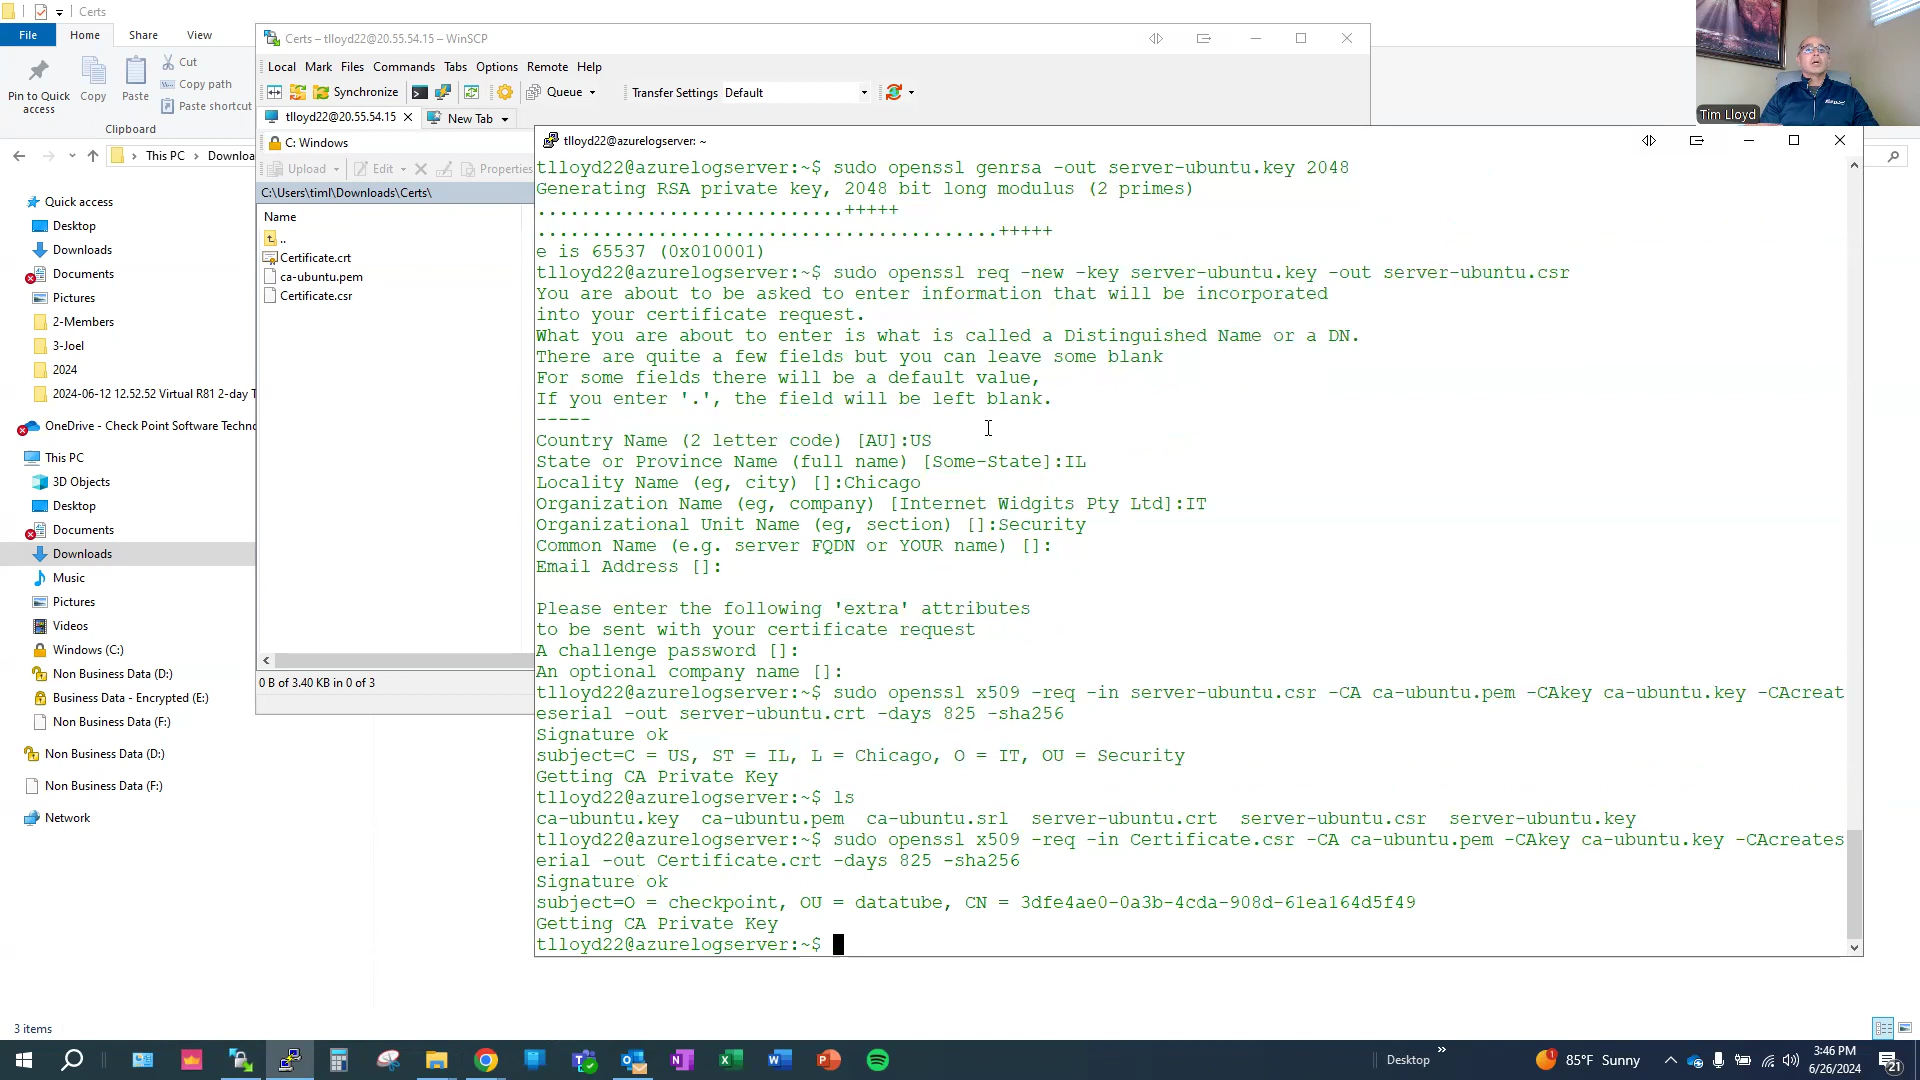 Certs
File Home Share View
Pin to Quick access
Copy
Paste
Cut
Copy path
Paste shortcut
Clipboard
This PC
Downloa
Quick access
Desktop
Downloads
Documents
Pictures
2-Members
3-Joel
2024
2024-06-12 12.52.52 Virtual R81 2-day T
OneDrive - Check Point Software Techno
This PC
3D Objects
Desktop
Documents
Downloads
Music
Pictures
Videos
Windows (C:)
Non Business Data (D:)
Business Data - Encrypted (E:)
Non Business Data (F:)
Non Business Data (D:)
Non Business Data (F:)
Network
3 items
Certs – tlloyd22@20.55.54.15 – WinSCP
Local Mark Files Commands Tabs Options Remote Help
Synchronize
Queue
Transfer Settings Default
tlloyd22@20.55.54.15
New Tab
C: Windows
Upload
Edit
Properties
C:\Users\timl\Downloads\Certs\
Name
..
Certificate.crt
ca-ubuntu.pem
Certificate.csr
0 B of 3.40 KB in 0 of 3
Tim Lloyd
tlloyd22@azurelogserver: ~
tlloyd22@azurelogserver:~$ sudo openssl genrsa -out server-ubuntu.key 2048
Generating RSA private key, 2048 bit long modulus (2 primes)
............................+++++
..........................................+++++
e is 65537 (0x010001)
tlloyd22@azurelogserver:~$ sudo openssl req -new -key server-ubuntu.key -out server-ubuntu.csr
You are about to be asked to enter information that will be incorporated
into your certificate request.
What you are about to enter is what is called a Distinguished Name or a DN.
There are quite a few fields but you can leave some blank
For some fields there will be a default value,
If you enter '.', the field will be left blank.
-----
Country Name (2 letter code) [AU]:US
State or Province Name (full name) [Some-State]:IL
Locality Name (eg, city) []:Chicago
Organization Name (eg, company) [Internet Widgits Pty Ltd]:IT
Organizational Unit Name (eg, section) []:Security
Common Name (e.g. server FQDN or YOUR name) []:
Email Address []:
Please enter the following 'extra' attributes
to be sent with your certificate request
A challenge password []:
An optional company name []:
tlloyd22@azurelogserver:~$ sudo openssl x509 -req -in server-ubuntu.csr -CA ca-ubuntu.pem -CAkey ca-ubuntu.key -CAcreat
eserial -out server-ubuntu.crt -days 825 -sha256
Signature ok
subject=C = US, ST = IL, L = Chicago, O = IT, OU = Security
Getting CA Private Key
tlloyd22@azurelogserver:~$ ls
ca-ubuntu.key ca-ubuntu.pem ca-ubuntu.srl server-ubuntu.crt server-ubuntu.csr server-ubuntu.key
tlloyd22@azurelogserver:~$ sudo openssl x509 -req -in Certificate.csr -CA ca-ubuntu.pem -CAkey ca-ubuntu.key -CAcreates
erial -out Certificate.crt -days 825 -sha256
Signature ok
subject=O = checkpoint, OU = datatube, CN = 3dfe4ae0-0a3b-4cda-908d-61ea164d5f49
Getting CA Private Key
tlloyd22@azurelogserver:~$
Desktop
85°F Sunny
3:46 PM
6/26/2024
21